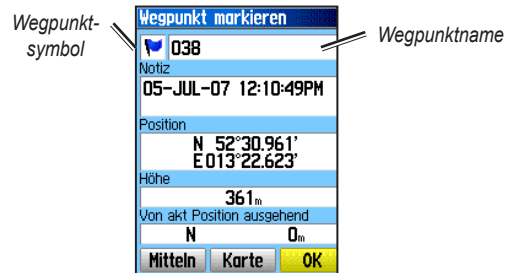 Wegpunkt-
symbol
Wegpunkt markieren
038
Wegpunktname
Notiz
05-JUL-07 12:10:49PM
Position
N 52°30.961'
E013°22.623'
Höhe
361m
Von akt Position ausgehend
N 0m
Mitteln Karte OK